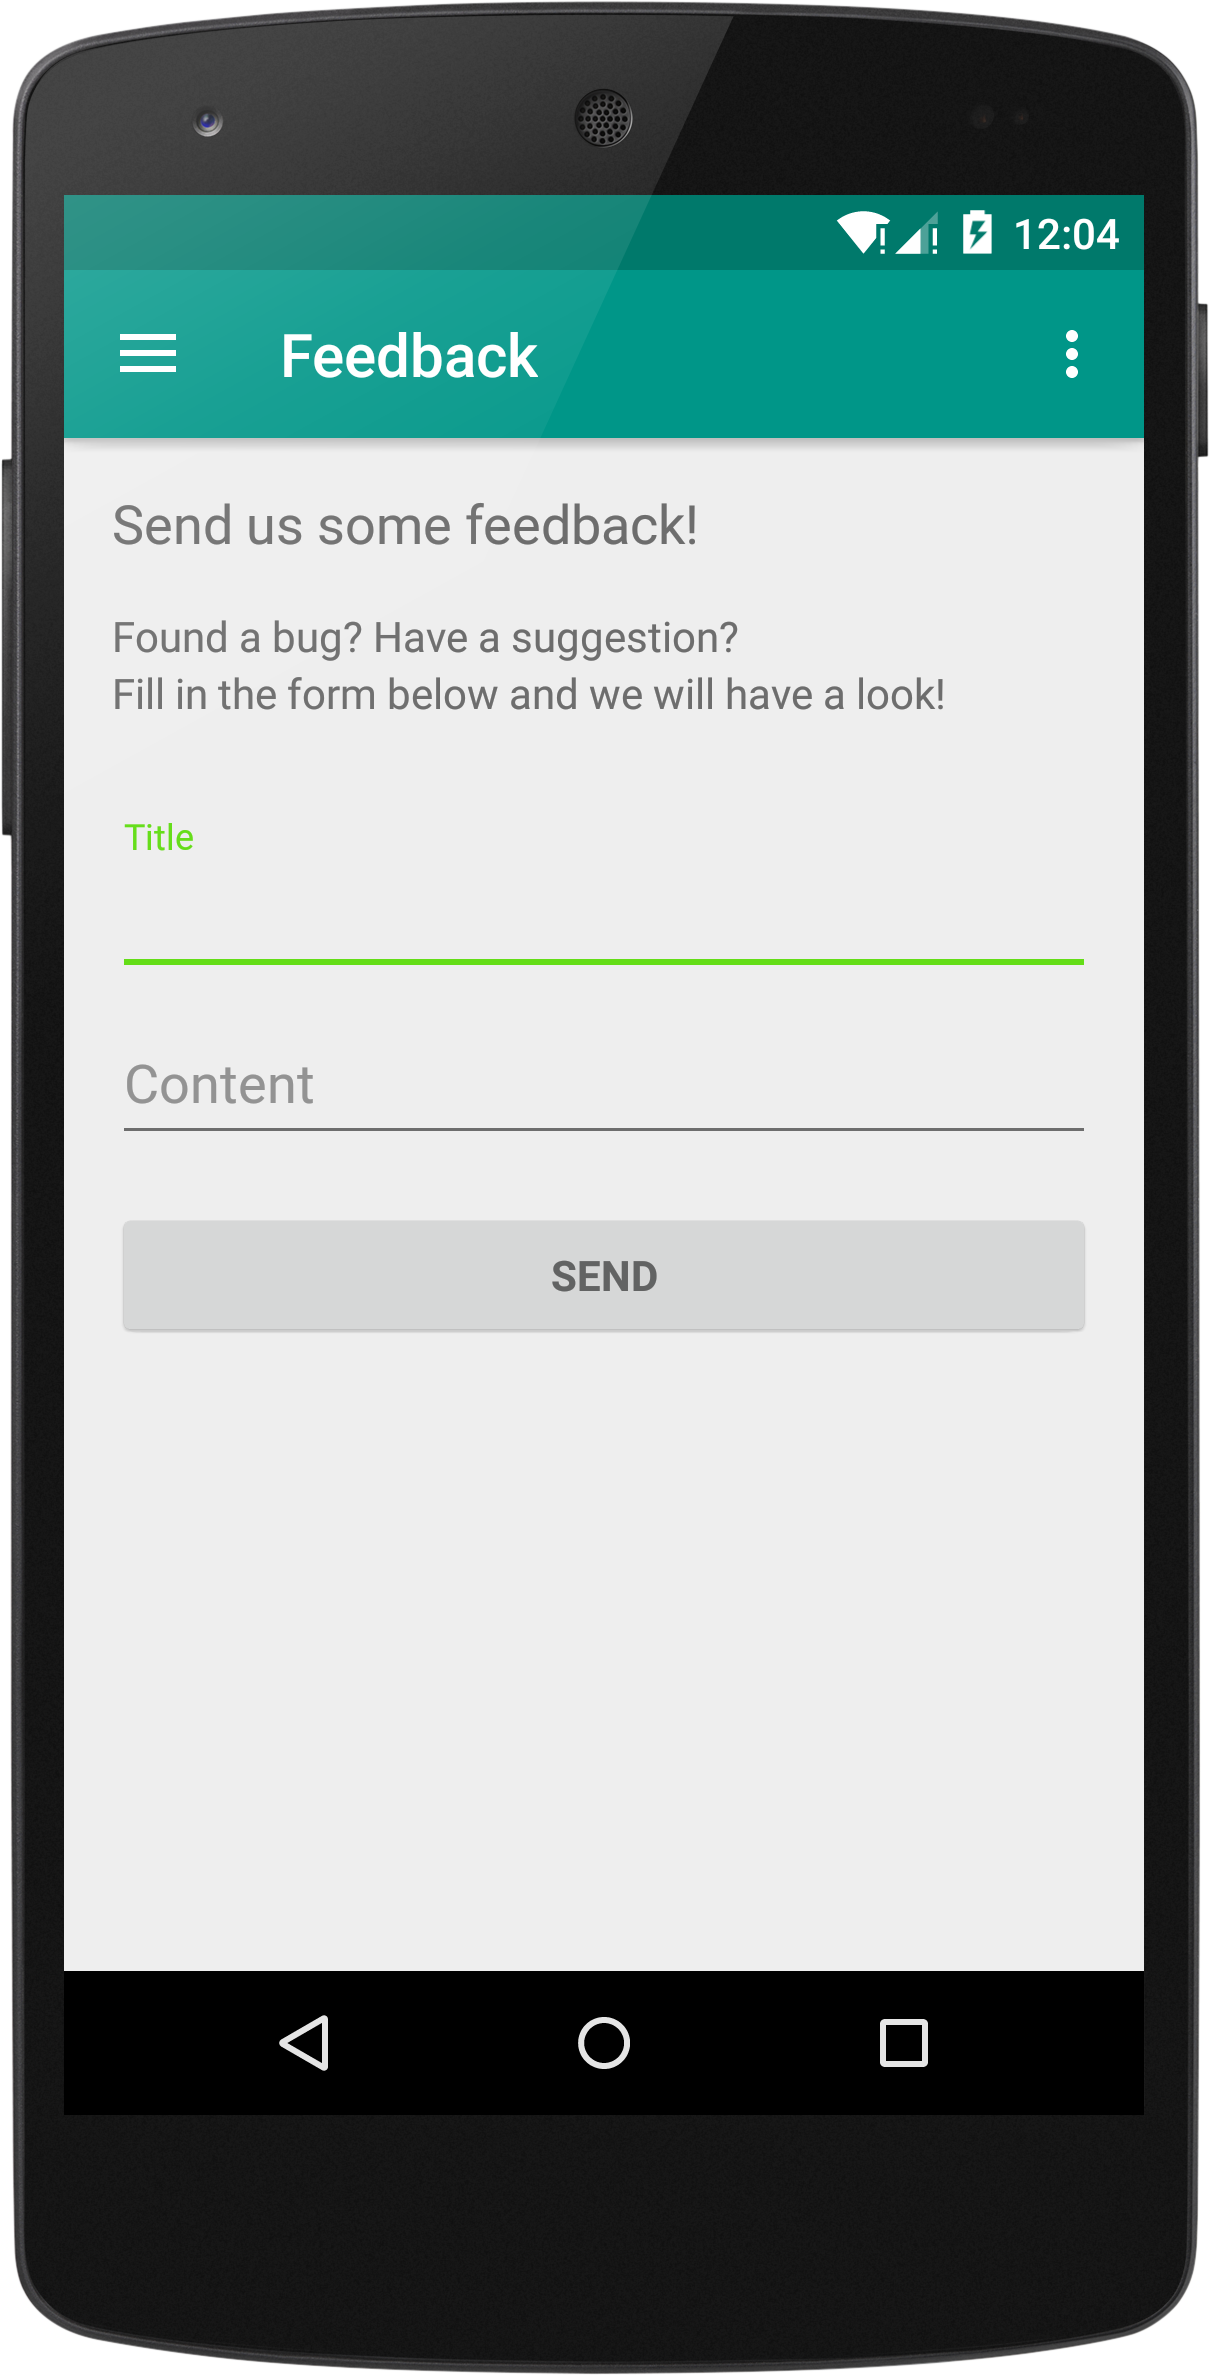 12:04
Feedback
Send us some feedback!
Found a bug? Have a suggestion?
Fill in the form below and we will have a look!
Title
Content
SEND